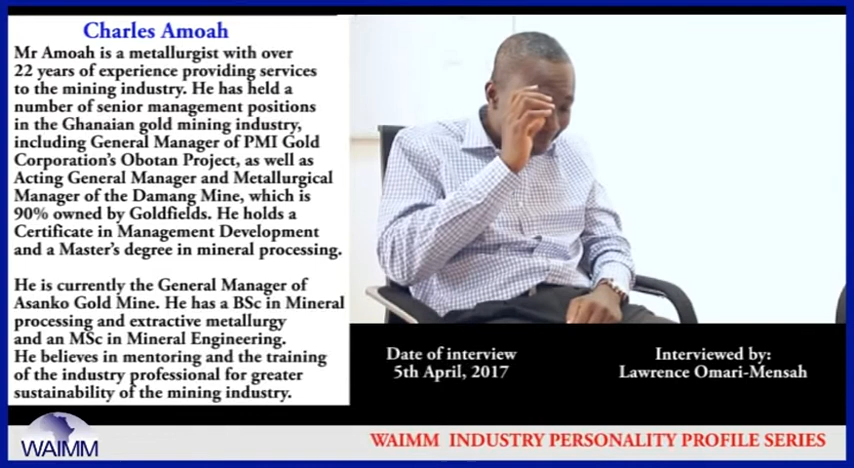 Charles Amoah
Mr Amoah is a metallurgist with over
22 years of experience providing services
to the mining industry. He has held a
number of senior management positions
in the Ghanaian gold mining industry,
including General Manager of PMI Gold
Corporation's Obotan Project, as well as
Acting General Manager and Metallurgical
Manager of the Damang Mine, which is
90% owned by Goldfields. He holds a
Certificate in Management Development
and a Master's degree in mineral processing.
He is currently the General Manager of
Asanko Gold Mine. He has a BSc in Mineral
processing and extractive metallurgy
and an MSc in Mineral Engineering.
He believes in mentoring and the training
of the industry professional for greater
sustainability of the mining industry.
Date of interview
5th April, 2017
Interviewed by:
Lawrence Omari-Mensah
WAIMM
WAIMM INDUSTRY PERSONALITY PROFILE SERIES